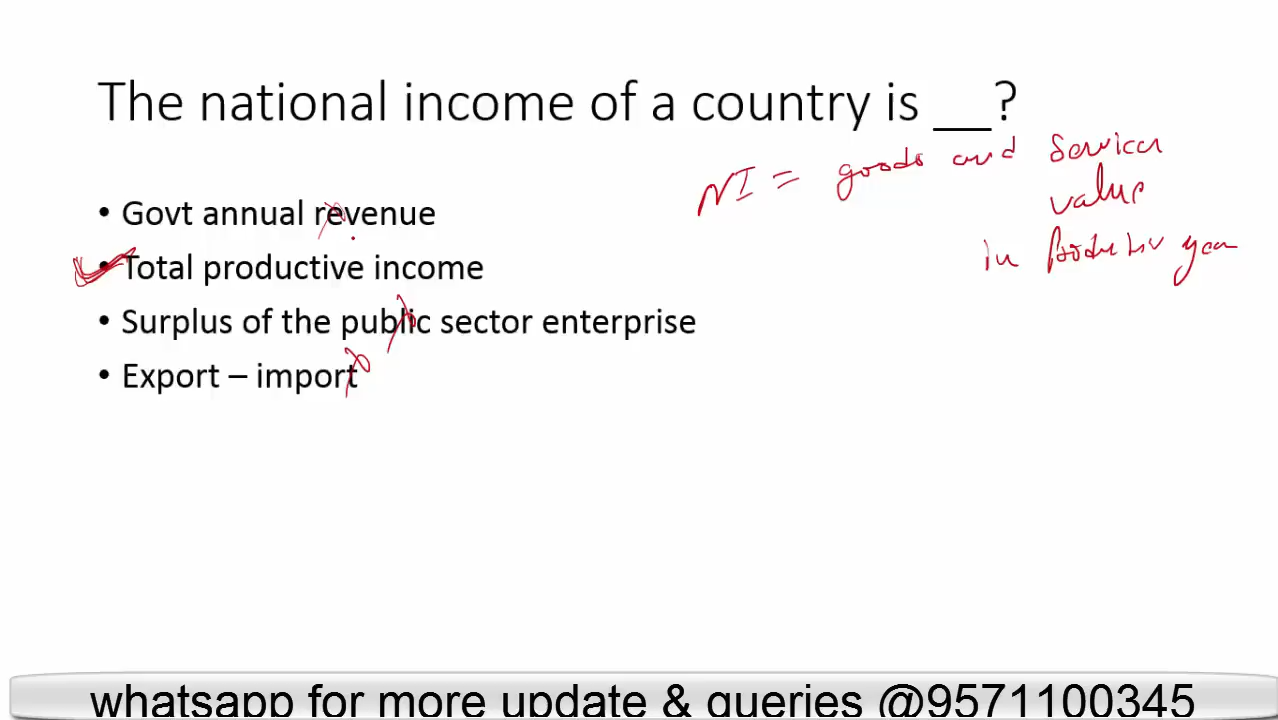 The national income of a country is __?
NI = goods and services
value
in productive year
• Govt annual revenue
• Total productive income
• Surplus of the public sector enterprise
• Export – import
whatsapp for more update & queries @9571100345